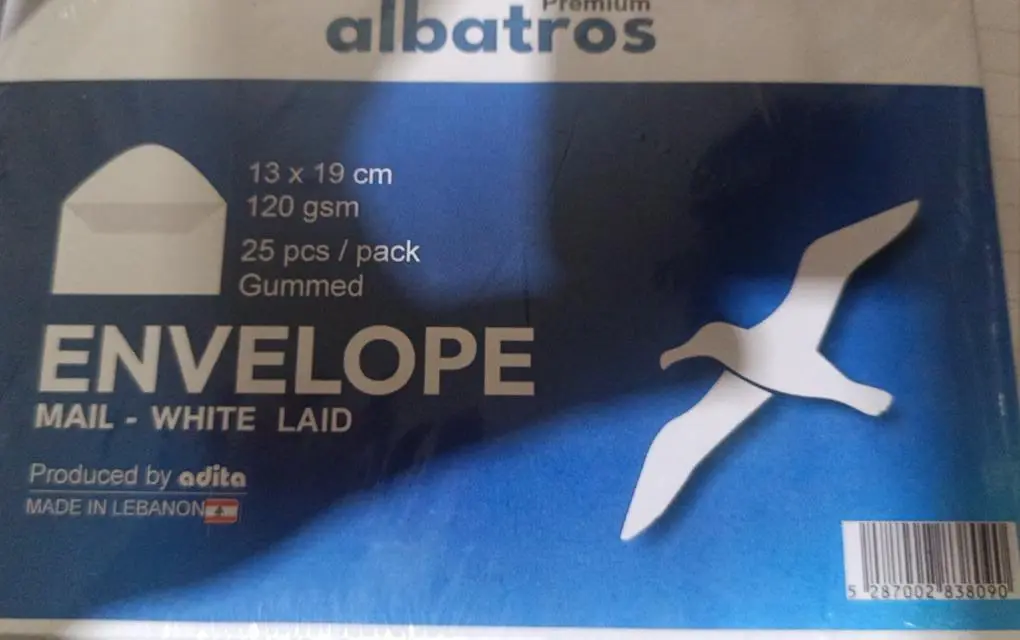 Premium
albatros
13 x 19 cm
120 gsm
25 pcs / pack
Gummed
ENVELOPE
MAIL - WHITE LAID
Produced by adita
MADE IN LEBANON
5 287002 838090